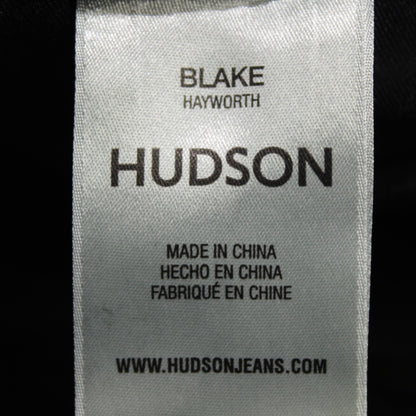 BLAKE
HAYWORTH
HUDSON
MADE IN CHINA
HECHO EN CHINA
FABRIQUÉ EN CHINE
WWW.HUDSONJEANS.COM